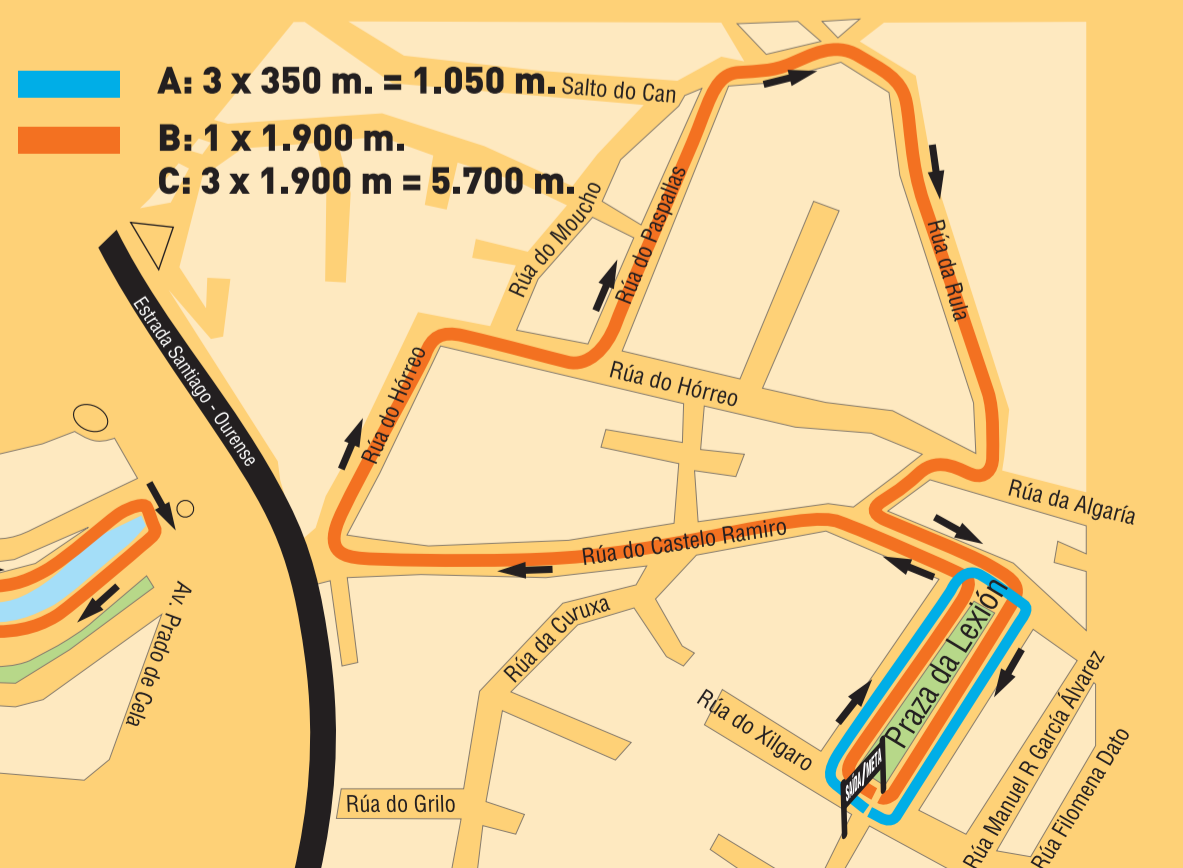 A: 3 x 350 m. = 1.050 m.
B: 1 x 1.900 m.
C: 3 x 1.900 m = 5.700 m.
Salto do Can
Rúa do Moucho
Rúa do Paspallas
Rúa da Rula
Estrada Santiago - Ourense
Rúa do Hórreo
Rúa do Hórreo
Rúa da Algaría
Rúa do Castelo Ramiro
Av. Prado de Cela
Rúa da Curuxa
Praza da Lexión
Rúa do Xilgaro
SAÍDA/META
Rúa Manuel R García Álvarez
Rúa Filomena Dato
Rúa do Grilo